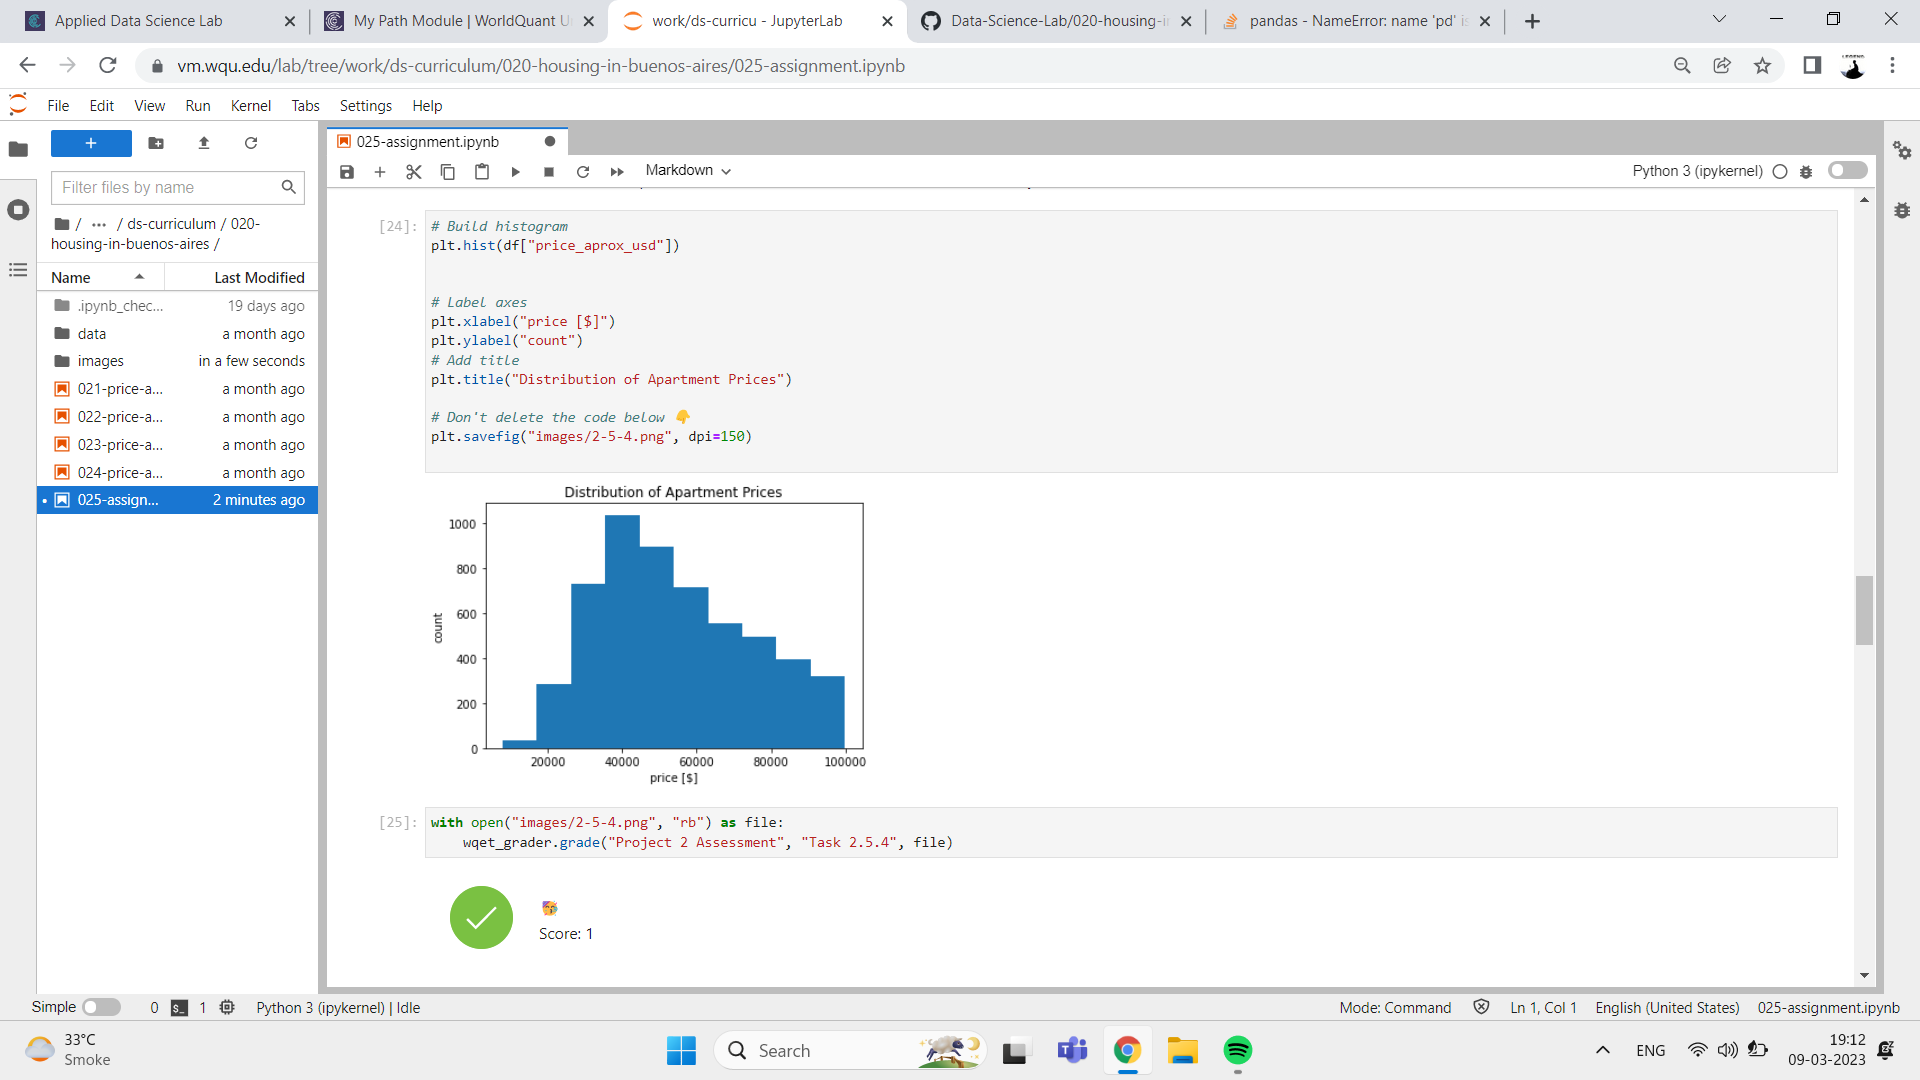 Applied Data Science Lab
My Path Module | WorldQuant U
work/ds-curricu - JupyterLab
Data-Science-Lab/020-housing-i
pandas - NameError: name 'pd' i
vm.wqu.edu/lab/tree/work/ds-curriculum/020-housing-in-buenos-aires/025-assignment.ipynb
File Edit View Run Kernel Tabs Settings Help
Filter files by name
/ ··· / ds-curriculum / 020-
housing-in-buenos-aires /
Name Last Modified
.ipynb_chec... 19 days ago
data a month ago
images in a few seconds
021-price-a... a month ago
022-price-a... a month ago
023-price-a... a month ago
024-price-a... a month ago
025-assign... 2 minutes ago
025-assignment.ipynb
Markdown
Python 3 (ipykernel)
[24]:
# Build histogram
plt.hist(df["price_aprox_usd"])
# Label axes
plt.xlabel("price [$]")
plt.ylabel("count")
# Add title
plt.title("Distribution of Apartment Prices")
# Don't delete the code below 👇
plt.savefig("images/2-5-4.png", dpi=150)
Distribution of Apartment Prices
1000
800
600
400
200
0
count
20000 40000 60000 80000 100000
price [$]
[25]:
with open("images/2-5-4.png", "rb") as file:
wqet_grader.grade("Project 2 Assessment", "Task 2.5.4", file)
🥳
Score: 1
Simple 0 1 Python 3 (ipykernel) | Idle
Mode: Command Ln 1, Col 1 English (United States) 025-assignment.ipynb
33°C
Smoke
Search
ENG
19:12
09-03-2023